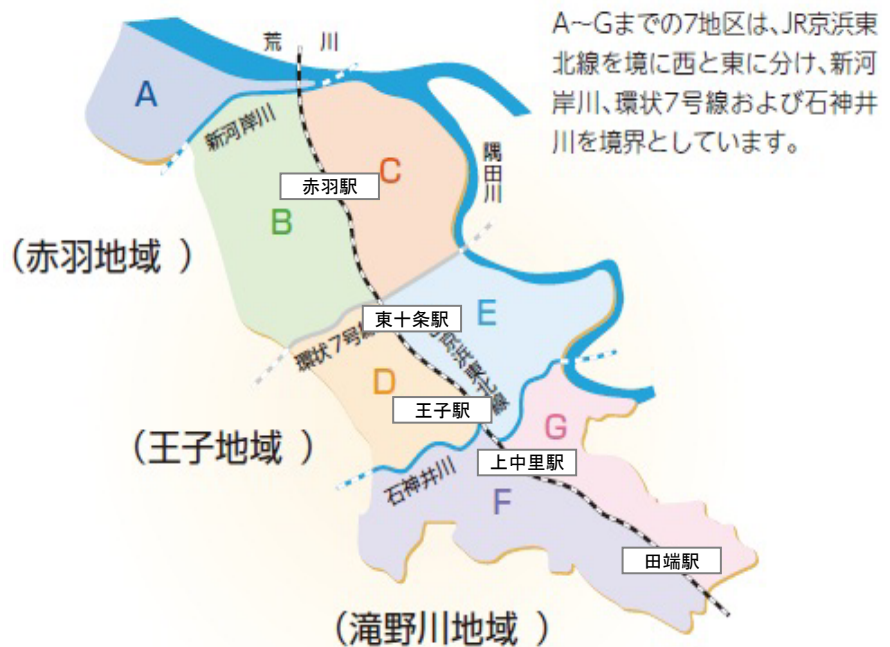 A～Gまでの7地区は、JR京浜東
北線を境に西と東に分け、新河
岸川、環状7号線および石神井
川を境界としています。
荒川
A
新河岸川
C
隅田川
赤羽駅
B
（赤羽地域 ）
東十条駅
E
環状7号線
京浜東北線
D
王子駅
G
（王子地域 ）
上中里駅
石神井川
F
田端駅
（滝野川地域 ）